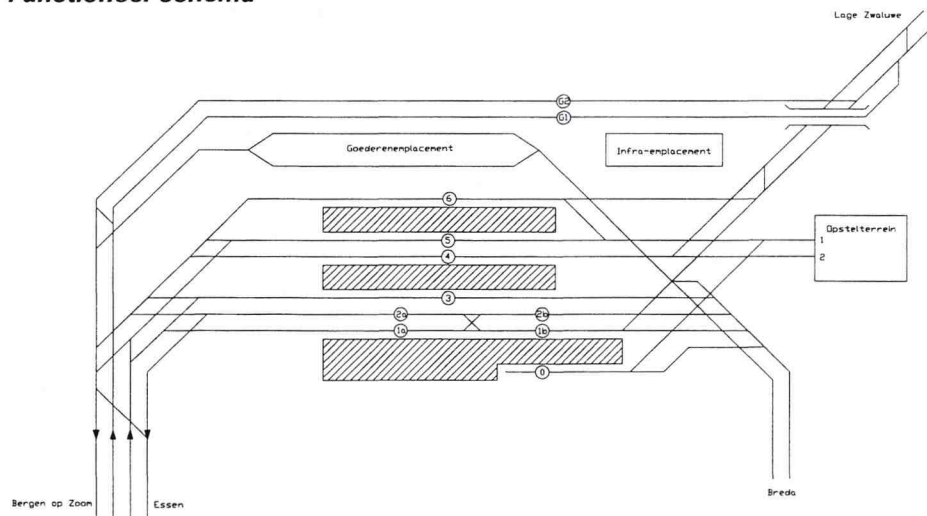 Functioneel schema
Lage Zwaluwe
G2
G1
Goederenemplacement
Infra-emplacement
6
Opstelterrein
5
1
4
2
3
2a
2b
1a
1b
0
Bergen op Zoom
Essen
Breda